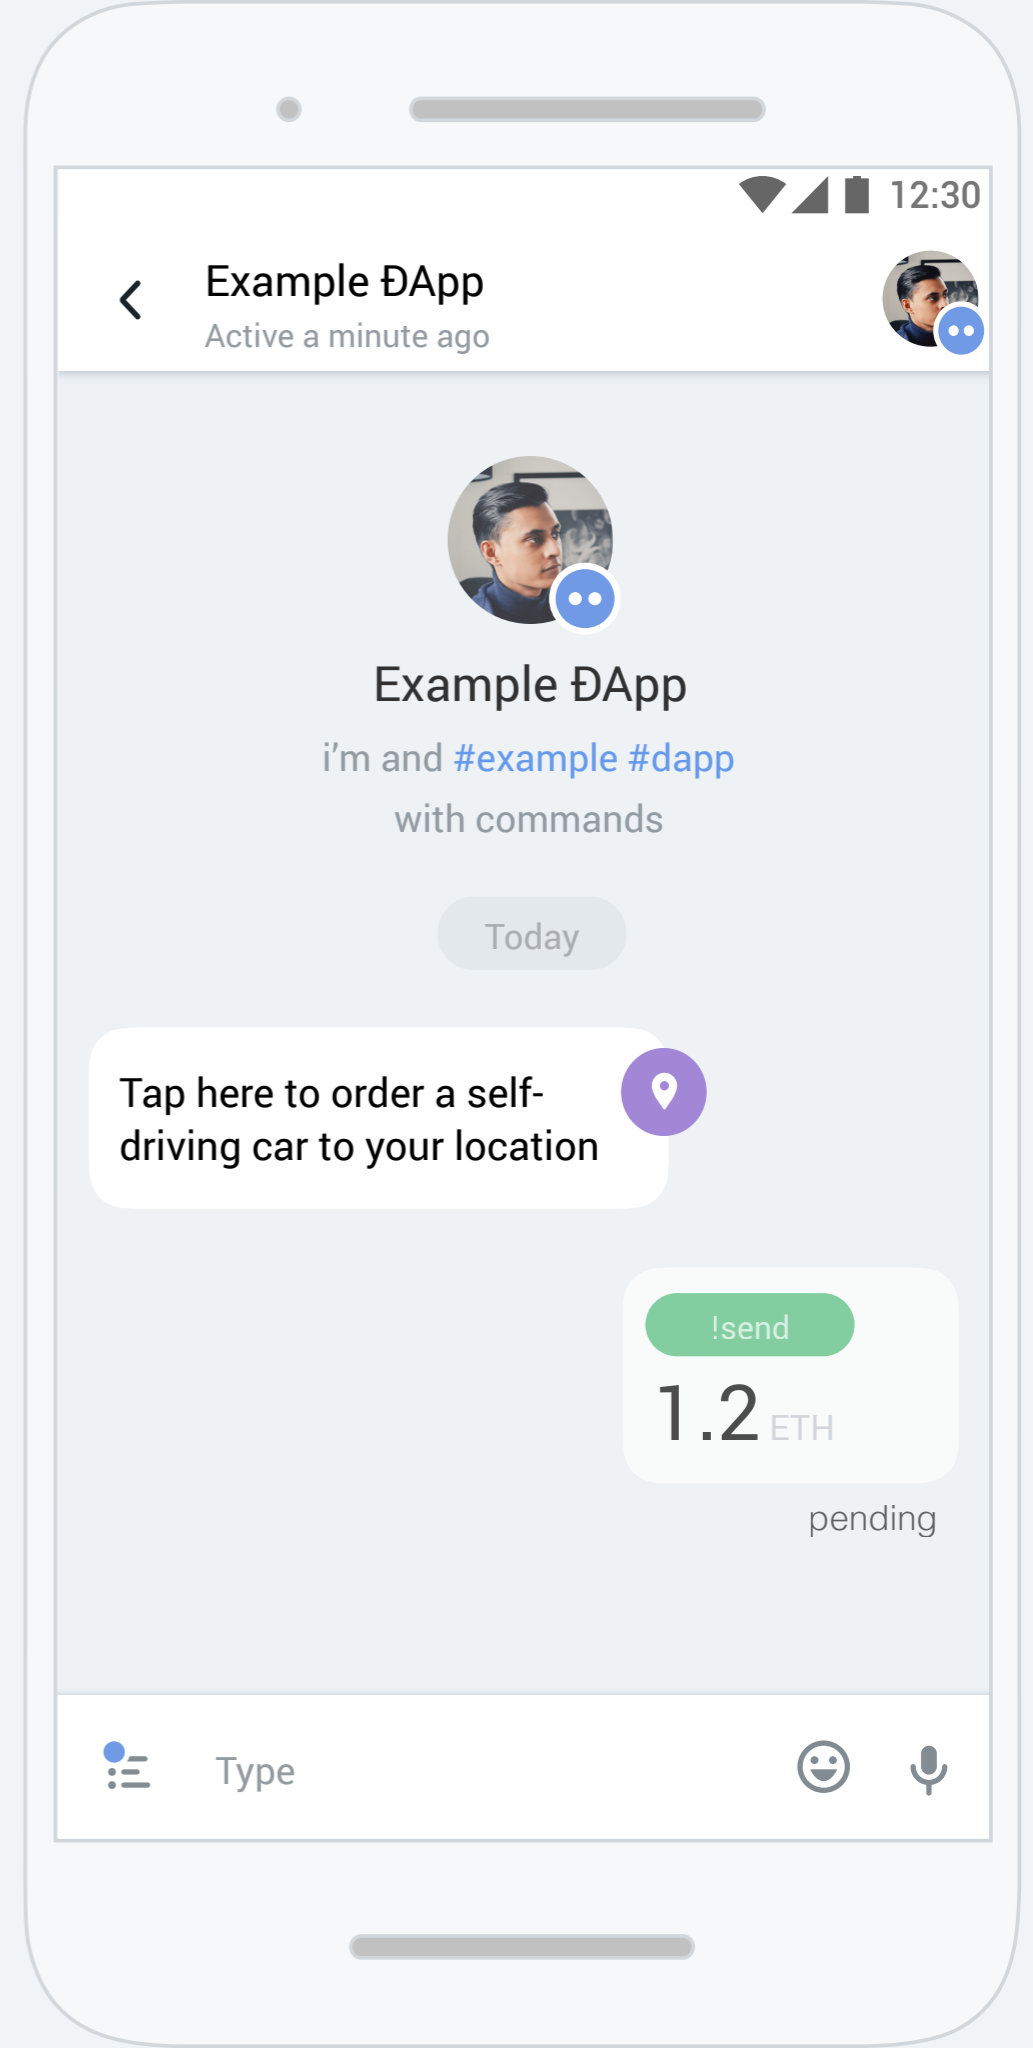 12:30
Example ĐApp
Active a minute ago
Example ĐApp
i’m and #example #dapp
with commands
Today
Tap here to order a self-
driving car to your location
!send
1.2 ETH
pending
Type